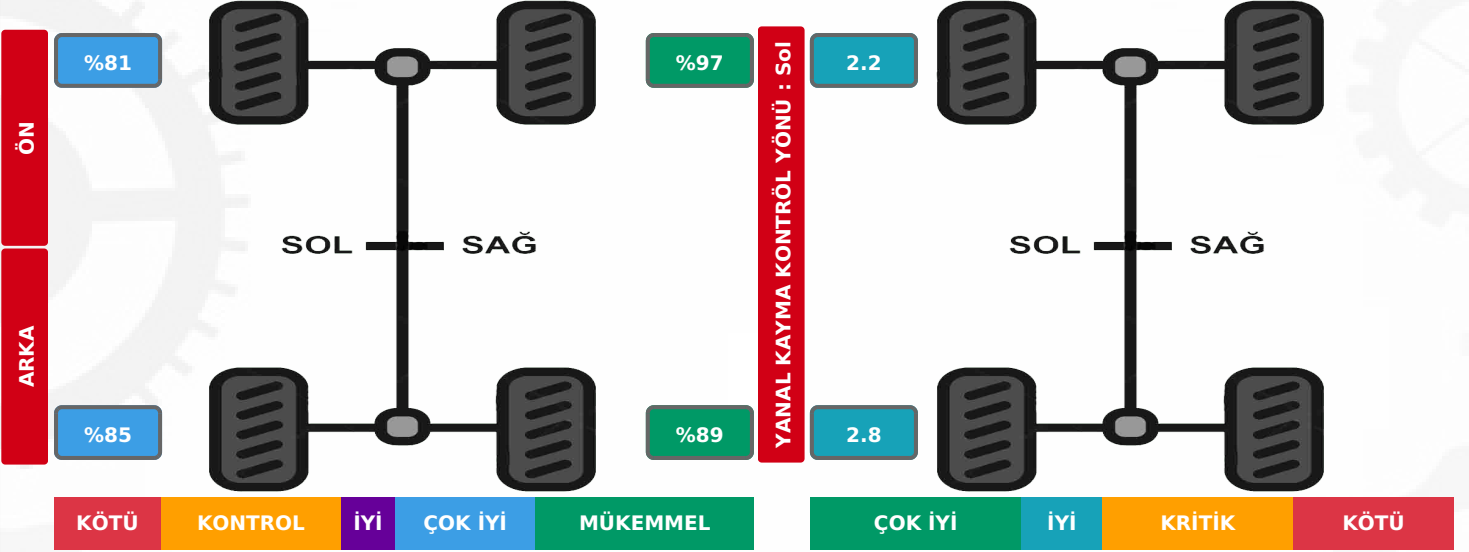 ÖN
%81
%97
YANAL KAYMA KONTRÖL YÖNÜ : Sol
2.2
SOL
SAĞ
SOL
SAĞ
ARKA
%85
%89
2.8
KÖTÜ
KONTROL
İYİ
ÇOK İYİ
MÜKEMMEL
ÇOK İYİ
İYİ
KRİTİK
KÖTÜ